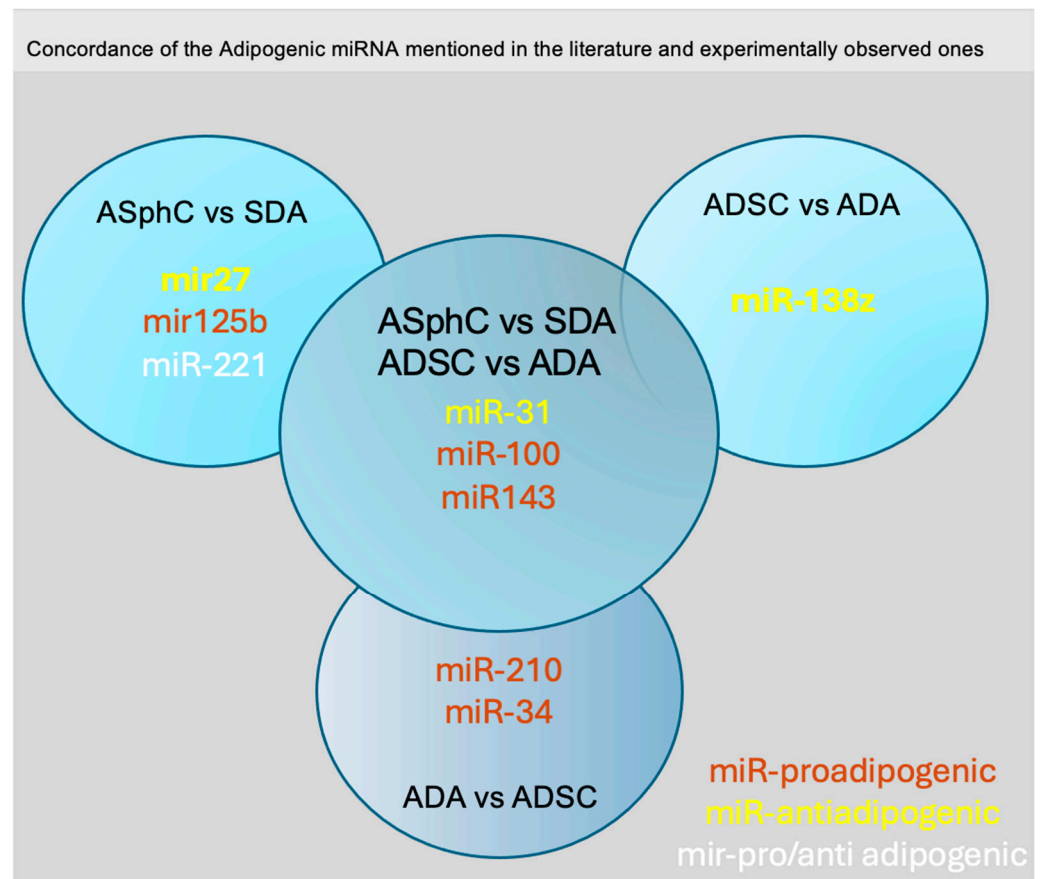 Concordance of the Adipogenic miRNA mentioned in the literature and experimentally observed ones
ASphC vs SDA
mir27
mir125b
miR-221
ADSC vs ADA
miR-138z
ASphC vs SDA
ADSC vs ADA
miR-31
miR-100
miR143
miR-210
miR-34
ADA vs ADSC
miR-proadipogenic
miR-antiadipogenic
mir-pro/anti adipogenic